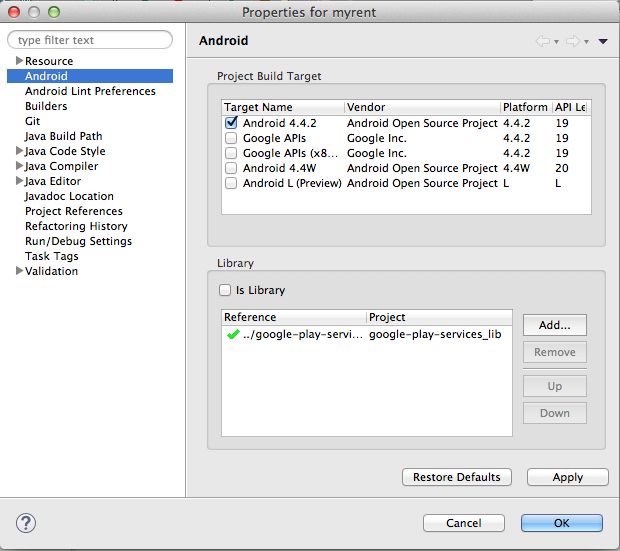 Properties for myrent
type filter text
Resource
Android
Android Lint Preferences
Builders
Git
Java Build Path
Java Code Style
Java Compiler
Java Editor
Javadoc Location
Project References
Refactoring History
Run/Debug Settings
Task Tags
Validation
Android
Project Build Target
Target Name Vendor Platform API Le
Android 4.4.2 Android Open Source Project 4.4.2 19
Google APIs Google Inc. 4.4.2 19
Google APIs (x8... Google Inc. 4.4.2 19
Android 4.4W Android Open Source Project 4.4W 20
Android L (Preview) Android Open Source Project L L
Library
Is Library
Reference Project
../google-play-servi... google-play-services_lib
Add...
Remove
Up
Down
Restore Defaults Apply
? Cancel OK